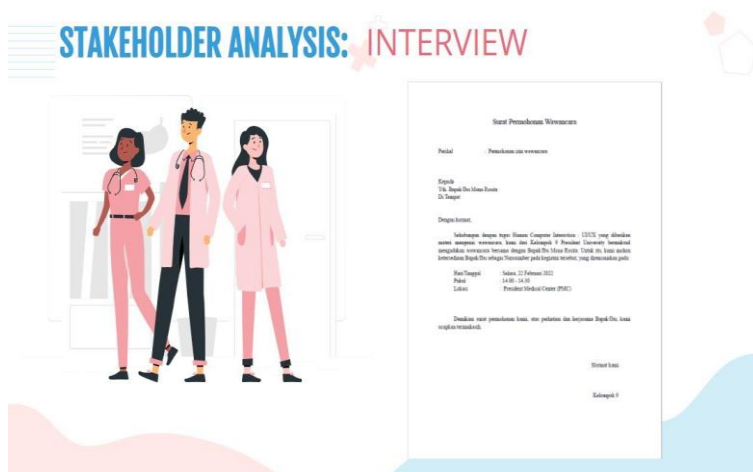 STAKEHOLDER ANALYSIS: INTERVIEW
Surat Permohonan Wawancara
Perihal : Permohonan izin wawancara
Kepada
Yth. Bapak/Ibu Mona Rosita
Di Tempat
Dengan hormat,
Sehubungan dengan tugas Human Computer Interaction : UI/UX yang diberikan
materi mengenai wawancara, kami dari Kelompok 9 President University bermaksud
mengadakan wawancara bersama dengan Bapak/Ibu Mona Rosita. Untuk itu, kami mohon
ketersediaan Bapak/Ibu sebagai Narasumber pada kegiatan tersebut, yang direncanakan pada :
Hari/Tanggal : Selasa, 22 Februari 2022
Pukul : 14.00 - 14.30
Lokasi : President Medical Center (PMC)
Demikian surat permohonan kami, atas perhatian dan kerjasama Bapak/Ibu, kami
ucapkan terimakasih.
Hormat kami
Kelompok 9